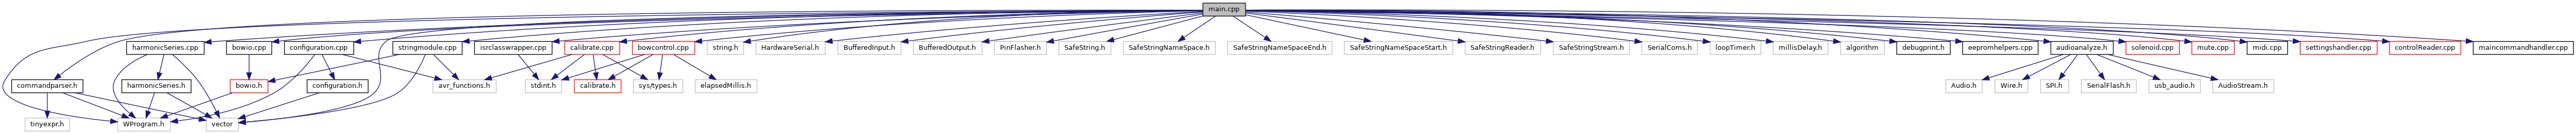 main.cpp
harmonicSeries.cpp
bowio.cpp
configuration.cpp
stringmodule.cpp
isrclasswrapper.cpp
calibrate.cpp
bowcontrol.cpp
string.h
HardwareSerial.h
BufferedInput.h
BufferedOutput.h
PinFlasher.h
SafeString.h
SafeStringNameSpace.h
SafeStringNameSpaceEnd.h
SafeStringNameSpaceStart.h
SafeStringReader.h
SafeStringStream.h
SerialComs.h
loopTimer.h
millisDelay.h
algorithm
debugprint.h
eepromhelpers.cpp
audioanalyze.h
solenoid.cpp
mute.cpp
midi.cpp
settingshandler.cpp
controlReader.cpp
maincommandhandler.cpp
commandparser.h
harmonicSeries.h
bowio.h
configuration.h
avr_functions.h
stdint.h
calibrate.h
sys/types.h
elapsedMillis.h
Audio.h
Wire.h
SPI.h
SerialFlash.h
usb_audio.h
AudioStream.h
tinyexpr.h
WProgram.h
vector